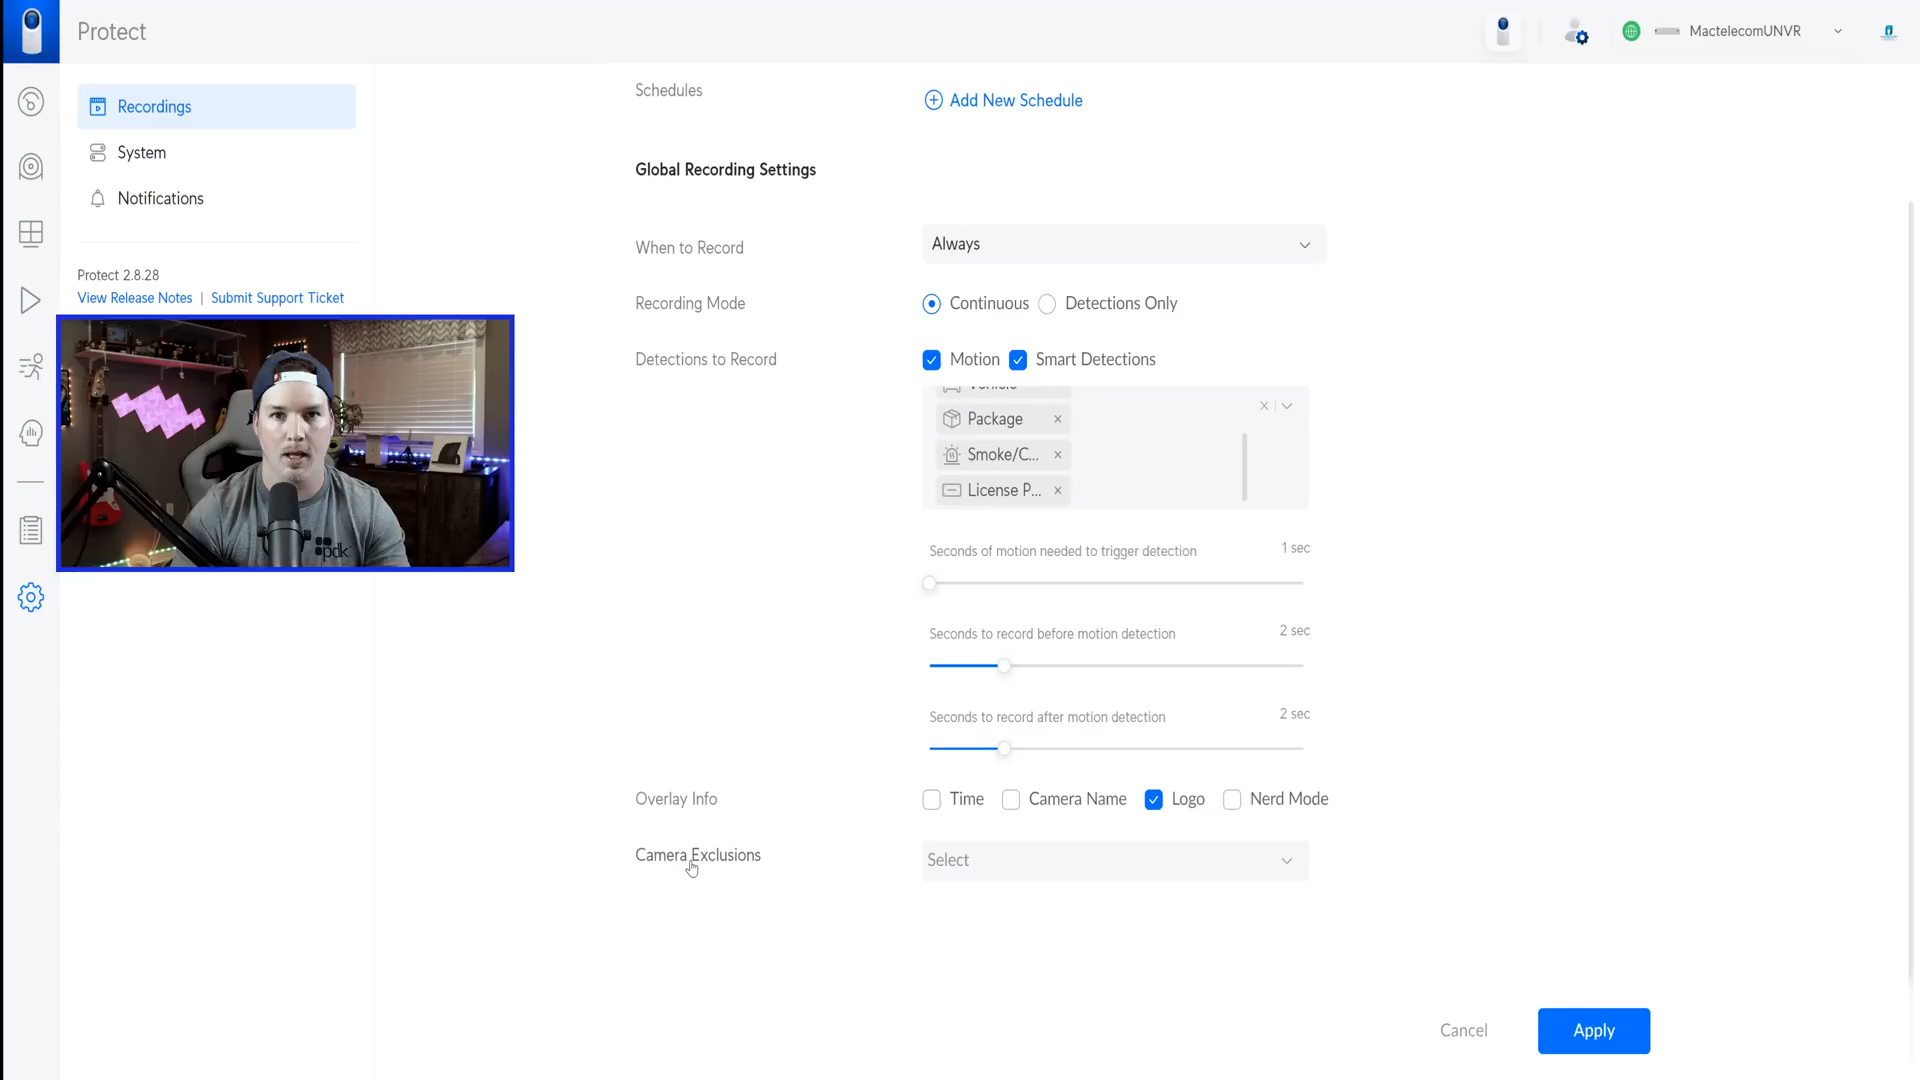 Protect
MactelecomUNVR
Recordings
System
Notifications
Protect 2.8.28
View Release Notes | Submit Support Ticket
pdk
Schedules
Add New Schedule
Global Recording Settings
When to Record
Always
Recording Mode
Continuous
Detections Only
Detections to Record
Motion
Smart Detections
Vehicle
Package
Smoke/C...
License P...
Seconds of motion needed to trigger detection
1 sec
Seconds to record before motion detection
2 sec
Seconds to record after motion detection
2 sec
Overlay Info
Time
Camera Name
Logo
Nerd Mode
Camera Exclusions
Select
Cancel
Apply